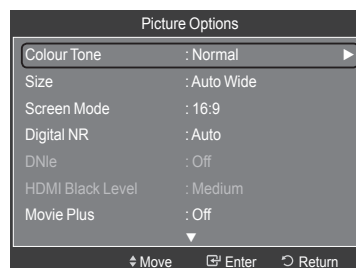 Picture Options
Colour Tone : Normal
Size : Auto Wide
Screen Mode : 16:9
Digital NR : Auto
DNIe : Off
HDMI Black Level : Medium
Movie Plus : Off
Move Enter Return